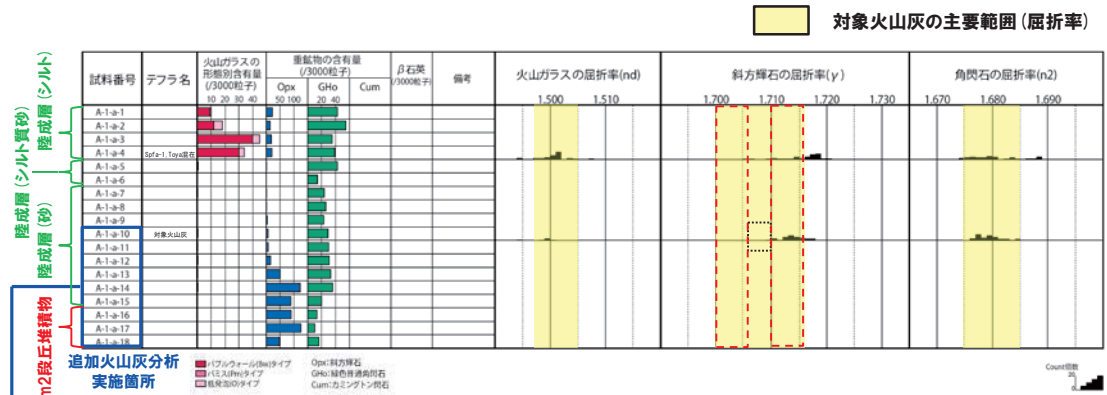 対象火山灰の主要範囲(屈折率)
試料番号
テフラ名
火山ガラスの
形態別含有量
(/3000粒子)
10 20 30 40
重鉱物の含有量
(/3000粒子)
Opx
50 100
GHo
20 40
Cum
β石英
(/3000粒子)
備考
火山ガラスの屈折率(nd)
1.500 1.510
斜方輝石の屈折率(γ)
1.700 1.710 1.720 1.730
角閃石の屈折率(n2)
1.670 1.680 1.690
A-1-a-1
A-1-a-2
A-1-a-3
A-1-a-4 Spfa-1, Toya混在
A-1-a-5
A-1-a-6
A-1-a-7
A-1-a-8
A-1-a-9
A-1-a-10 対象火山灰
A-1-a-11
A-1-a-12
A-1-a-13
A-1-a-14
A-1-a-15
A-1-a-16
A-1-a-17
A-1-a-18
陸成層(シルト)
陸成層(シルト質砂)
陸成層(砂)
m2段丘堆積物
追加火山灰分析
実施箇所
バブルウォール(Bw)タイプ
パミス(Pm)タイプ
低発泡(O)タイプ
Opx:斜方輝石
GHo:緑色普通角閃石
Cum:カミングトン閃石
Count個数
20